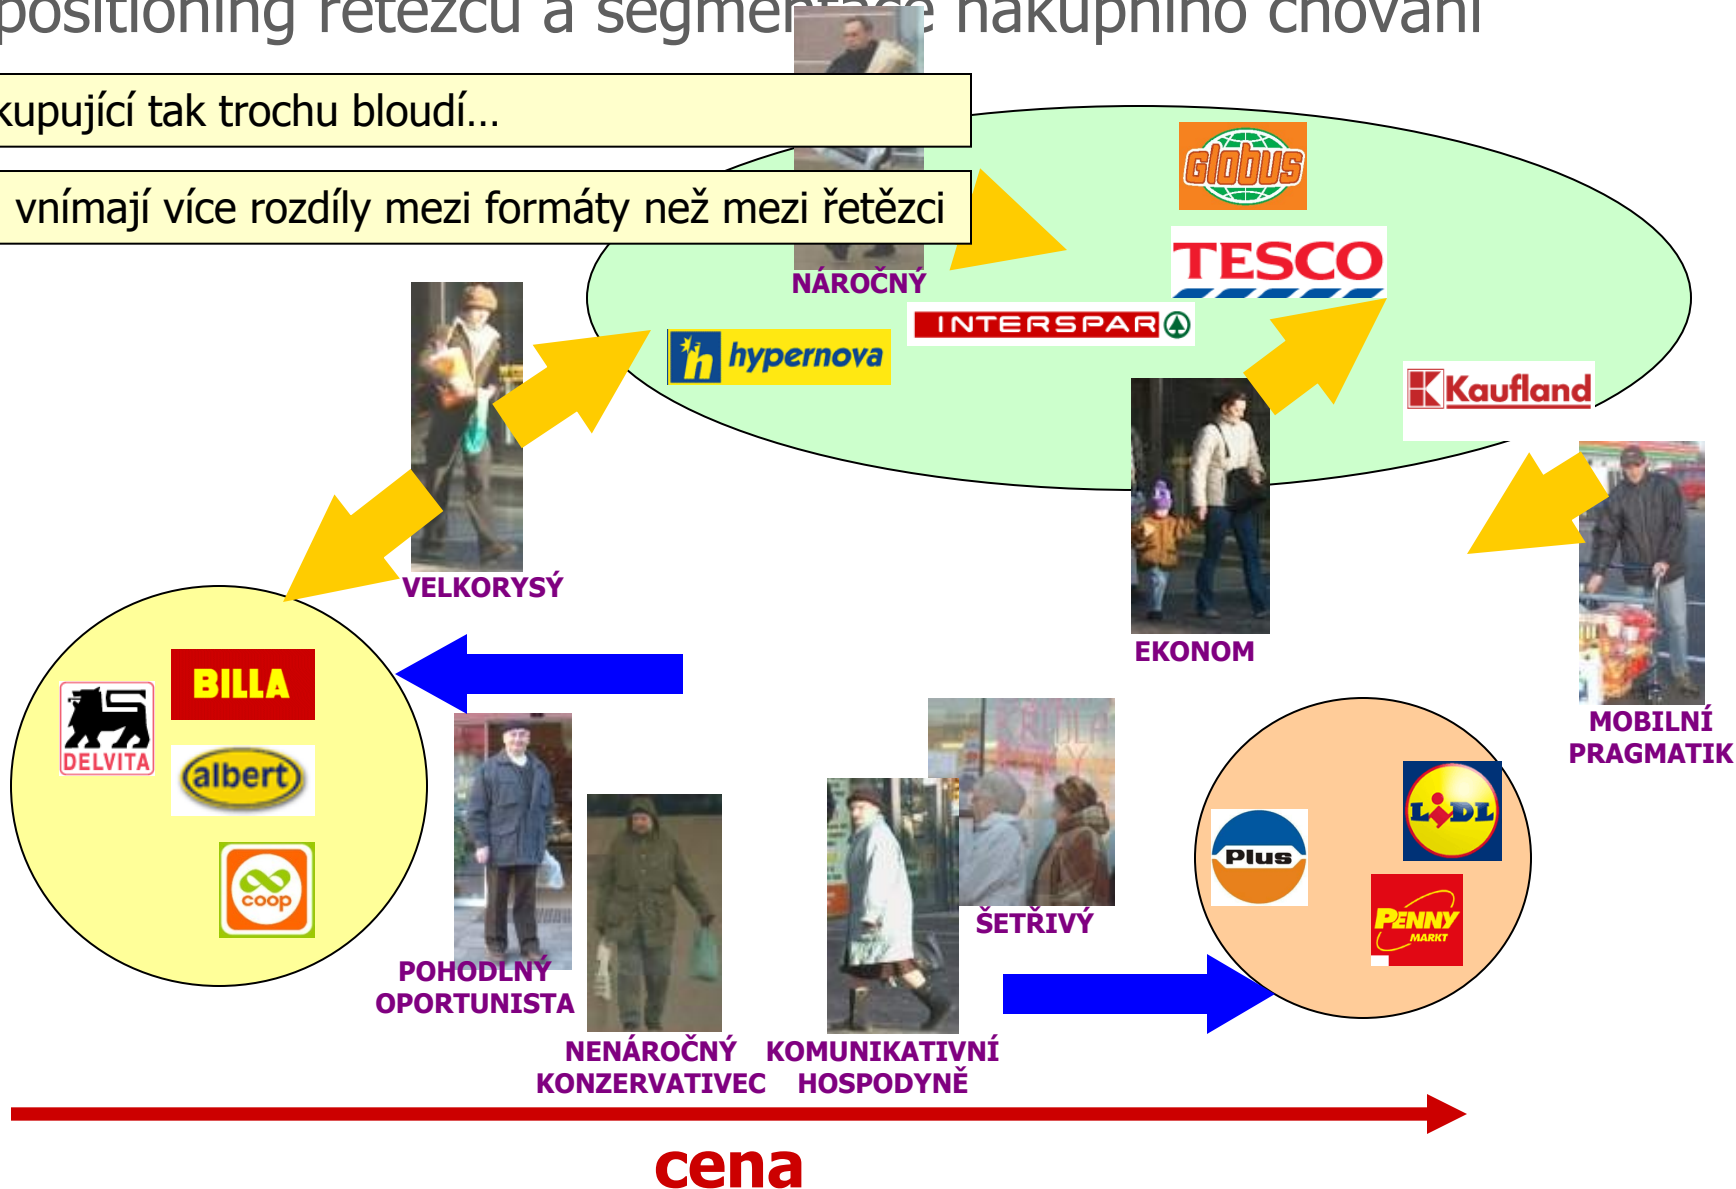 positioning řetězců a segmentace nákupního chování
kupující tak trochu bloudí…
vnímají více rozdíly mezi formáty než mezi řetězci
Globus
TESCO
NÁROČNÝ
INTERSPAR
hypernova
Kaufland
VELKORYSÝ
EKONOM
BILLA
DELVITA
albert
coop
MOBILNÍ
PRAGMATIK
LIDL
Plus
PENNY
MARKT
ŠETŘIVÝ
POHODLNÝ
OPORTUNISTA
NENÁROČNÝ
KONZERVATIVEC
KOMUNIKATIVNÍ
HOSPODYNĚ
cena